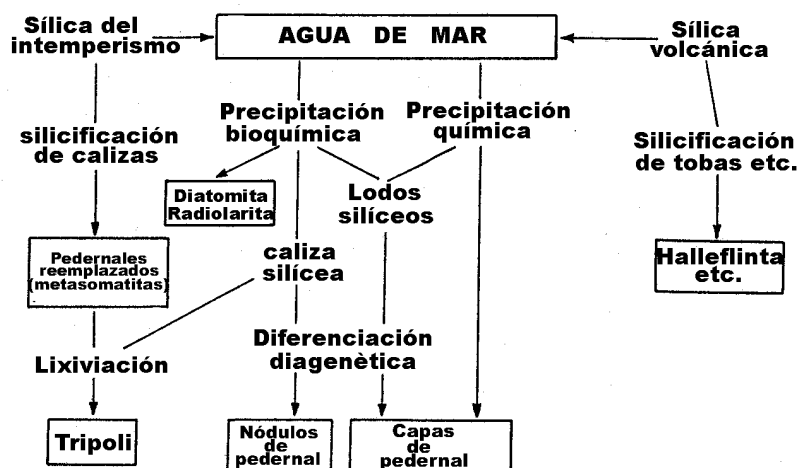 Sílica del
intemperismo
AGUA DE MAR
Sílica
volcánica
Precipitación
bioquímica
Precipitación
química
silicificación
de calizas
Silicificación
de tobas etc.
Diatomita
Radiolarita
Lodos
silíceos
Pedernales
reemplazados
(metasomatitas)
caliza
silícea
Halleflinta
etc.
Lixiviación
Diferenciación
diagenètica
Tripoli
Nódulos
de
pedernal
Capas
de
pedernal